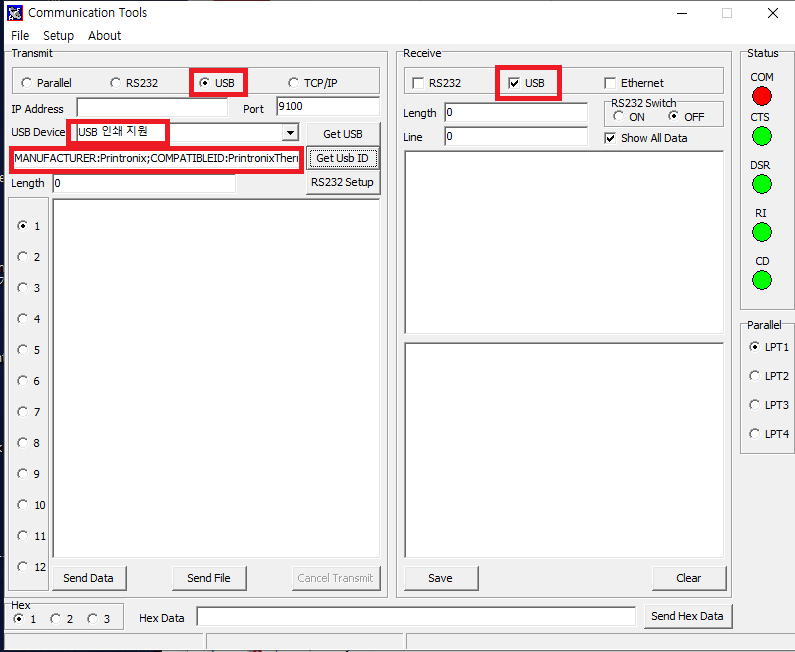 Communication Tools
File Setup About
Transmit
Parallel RS232 USB TCP/IP
IP Address Port 9100
USB Device USB 인쇄 지원 Get USB
MANUFACTURER:Printronix;COMPATIBLEID:PrintronixTherr Get Usb ID
Length 0 RS232 Setup
1
2
3
4
5
6
7
8
9
10
11
12
Send Data Send File Cancel Transmit
Receive
RS232 USB Ethernet
Length 0
RS232 Switch
ON OFF
Line 0
Show All Data
Save Clear
Status
COM
CTS
DSR
RI
CD
Parallel
LPT1
LPT2
LPT3
LPT4
Hex
1 2 3 Hex Data Send Hex Data